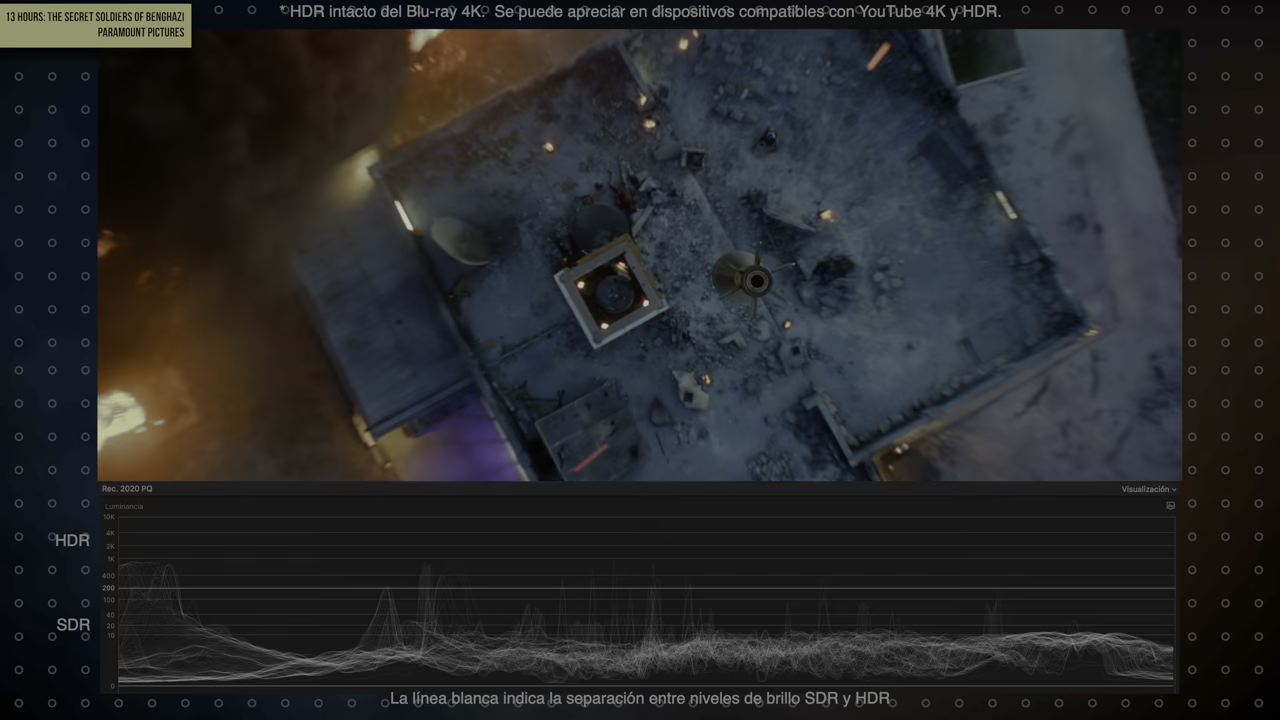 13 HOURS: THE SECRET SOLDIERS OF BENGHAZI
PARAMOUNT PICTURES
* HDR intacto del Blu-ray 4K.  Se puede apreciar en dispositivos compatibles con YouTube 4K y HDR.
Rec. 2020 PQ
Visualización
Luminancia
10K
4K
HDR
2K
1K
400
200
100
40
SDR
20
10
0
La línea blanca indica la separación entre niveles de brillo SDR y HDR